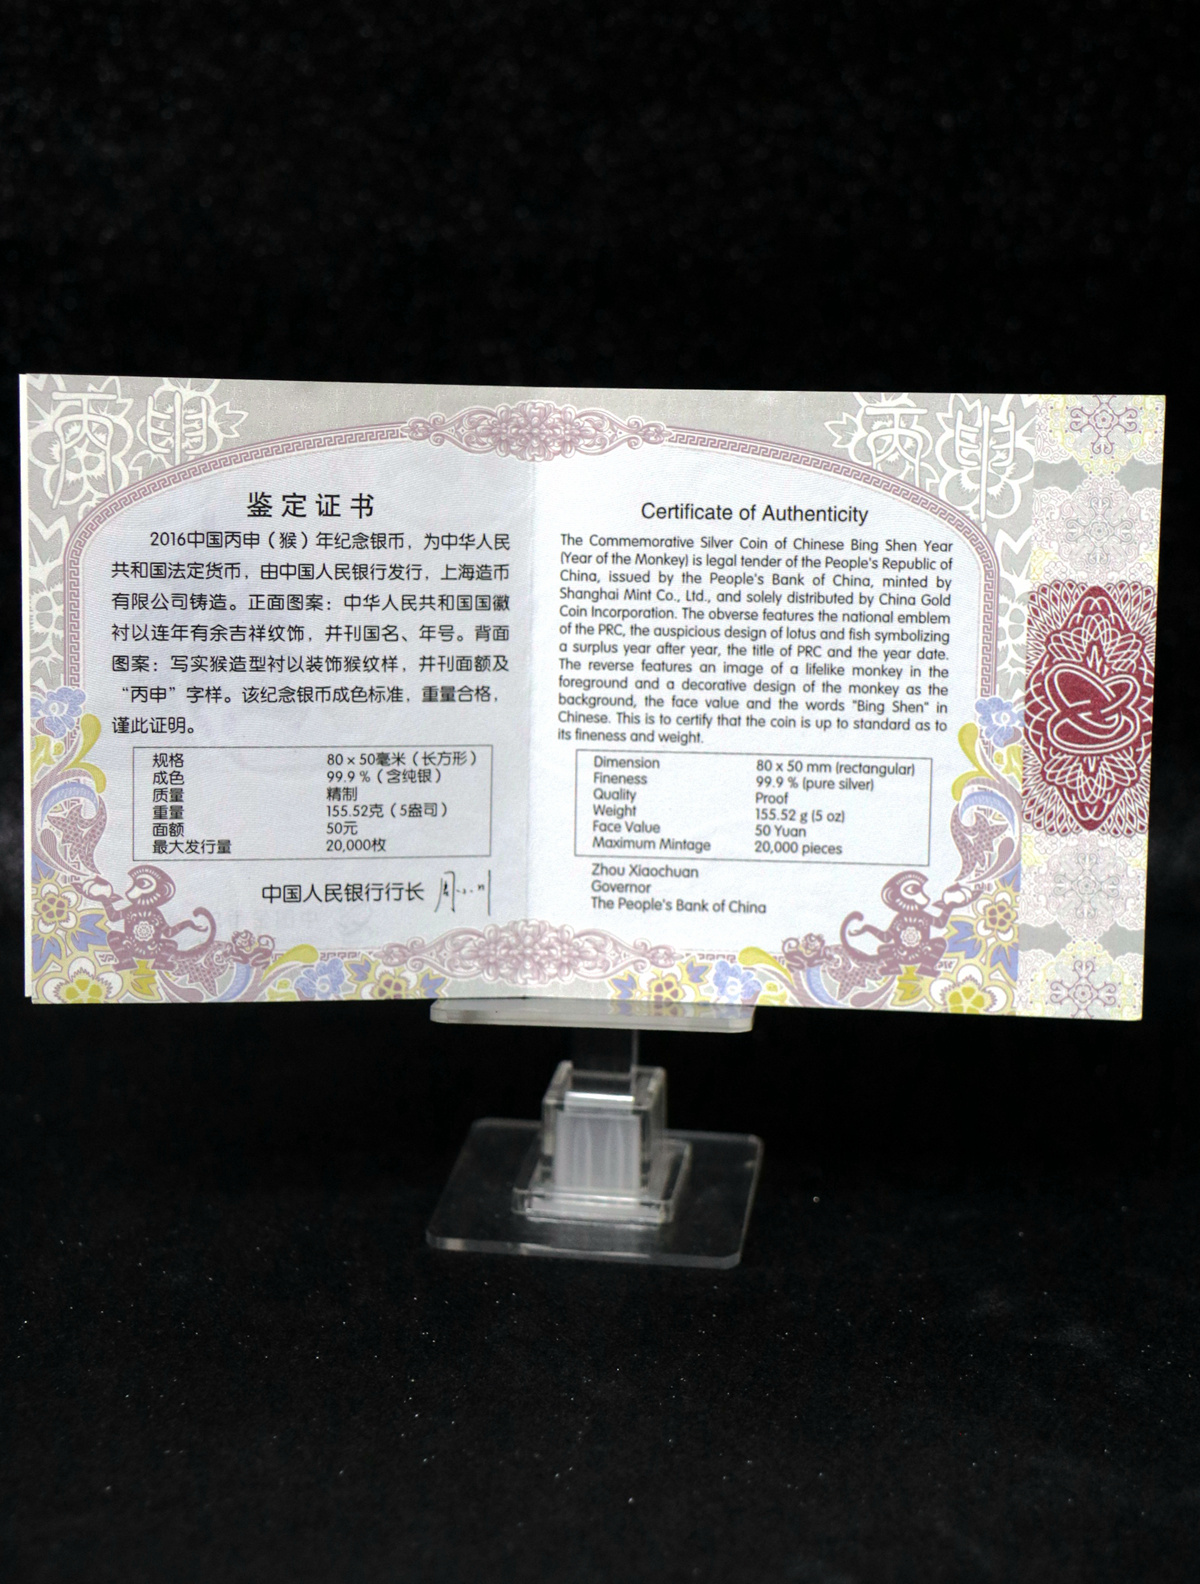 丙申
丙申
鉴定证书
2016中国丙申（猴）年纪念银币，为中华人民
共和国法定货币，由中国人民银行发行，上海造币
有限公司铸造。正面图案：中华人民共和国国徽
衬以连年有余吉祥纹饰，并刊国名、年号。背面
图案：写实猴造型衬以装饰猴纹样，并刊面额及
“丙申”字样。该纪念银币成色标准，重量合格，
谨此证明。
规格 80 x 50毫米（长方形）
成色 99.9 %（含纯银）
质量 精制
重量 155.52克（5盎司）
面额 50元
最大发行量 20,000枚
中国人民银行行长
Certificate of Authenticity
The Commemorative Silver Coin of Chinese Bing Shen Year
(Year of the Monkey) is legal tender of the People's Republic of
China, issued by the People's Bank of China, minted by
Shanghai Mint Co., Ltd., and solely distributed by China Gold
Coin Incorporation. The obverse features the national emblem
of the PRC, the auspicious design of lotus and fish symbolizing
a surplus year after year, the title of PRC and the year date.
The reverse features an image of a lifelike monkey in the
foreground and a decorative design of the monkey as the
background, the face value and the words "Bing Shen" in
Chinese. This is to certify that the coin is up to standard as to
its fineness and weight.
Dimension 80 x 50 mm (rectangular)
Fineness 99.9 % (pure silver)
Quality Proof
Weight 155.52 g (5 oz)
Face Value 50 Yuan
Maximum Mintage 20,000 pieces
Zhou Xiaochuan
Governor
The People's Bank of China